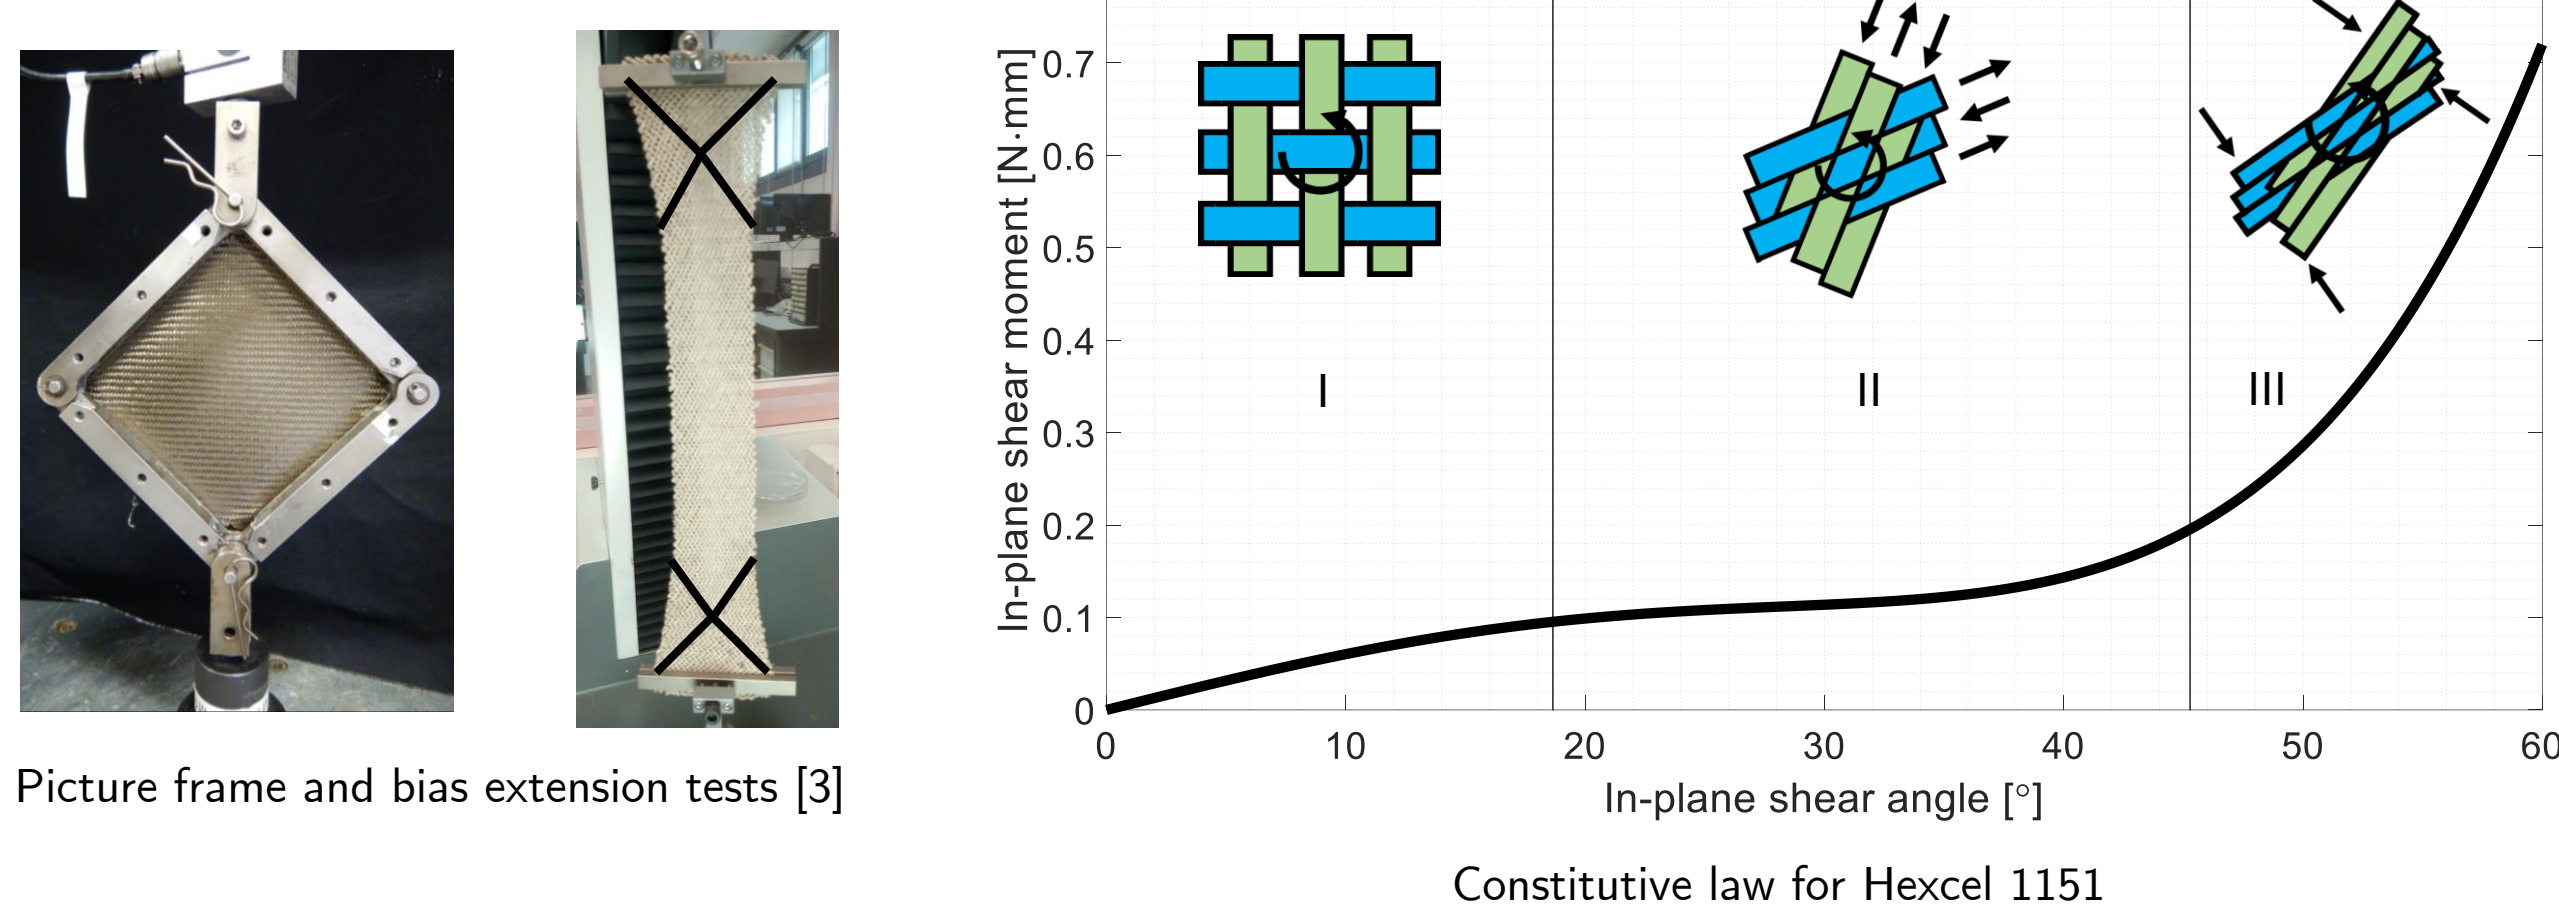 Picture frame and bias extension tests [3]
In-plane shear moment [N·mm]
0.7
0.6
0.5
0.4
0.3
0.2
0.1
0
I
II
III
0 10 20 30 40 50 60
In-plane shear angle [°]
Constitutive law for Hexcel 1151